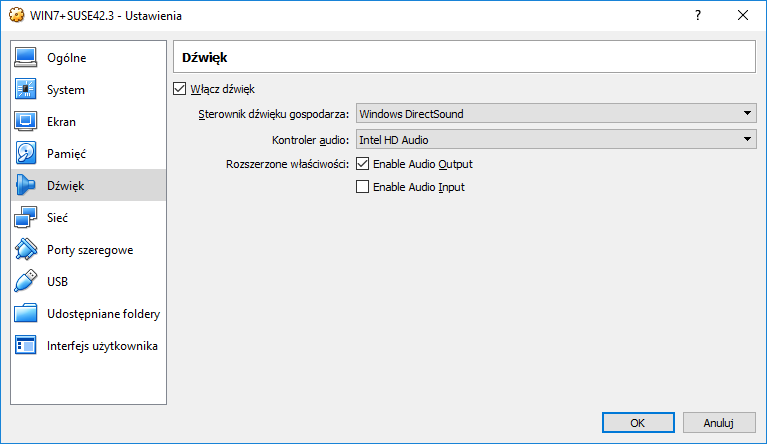 WIN7+SUSE42.3 - Ustawienia
?
Ogólne
System
Ekran
Pamięć
Dźwięk
Sieć
Porty szeregowe
USB
Udostępniane foldery
Interfejs użytkownika
Dźwięk
Włącz dźwięk
Sterownik dźwięku gospodarza: Windows DirectSound
Kontroler audio: Intel HD Audio
Rozszerzone właściwości: Enable Audio Output
Enable Audio Input
OK Anuluj